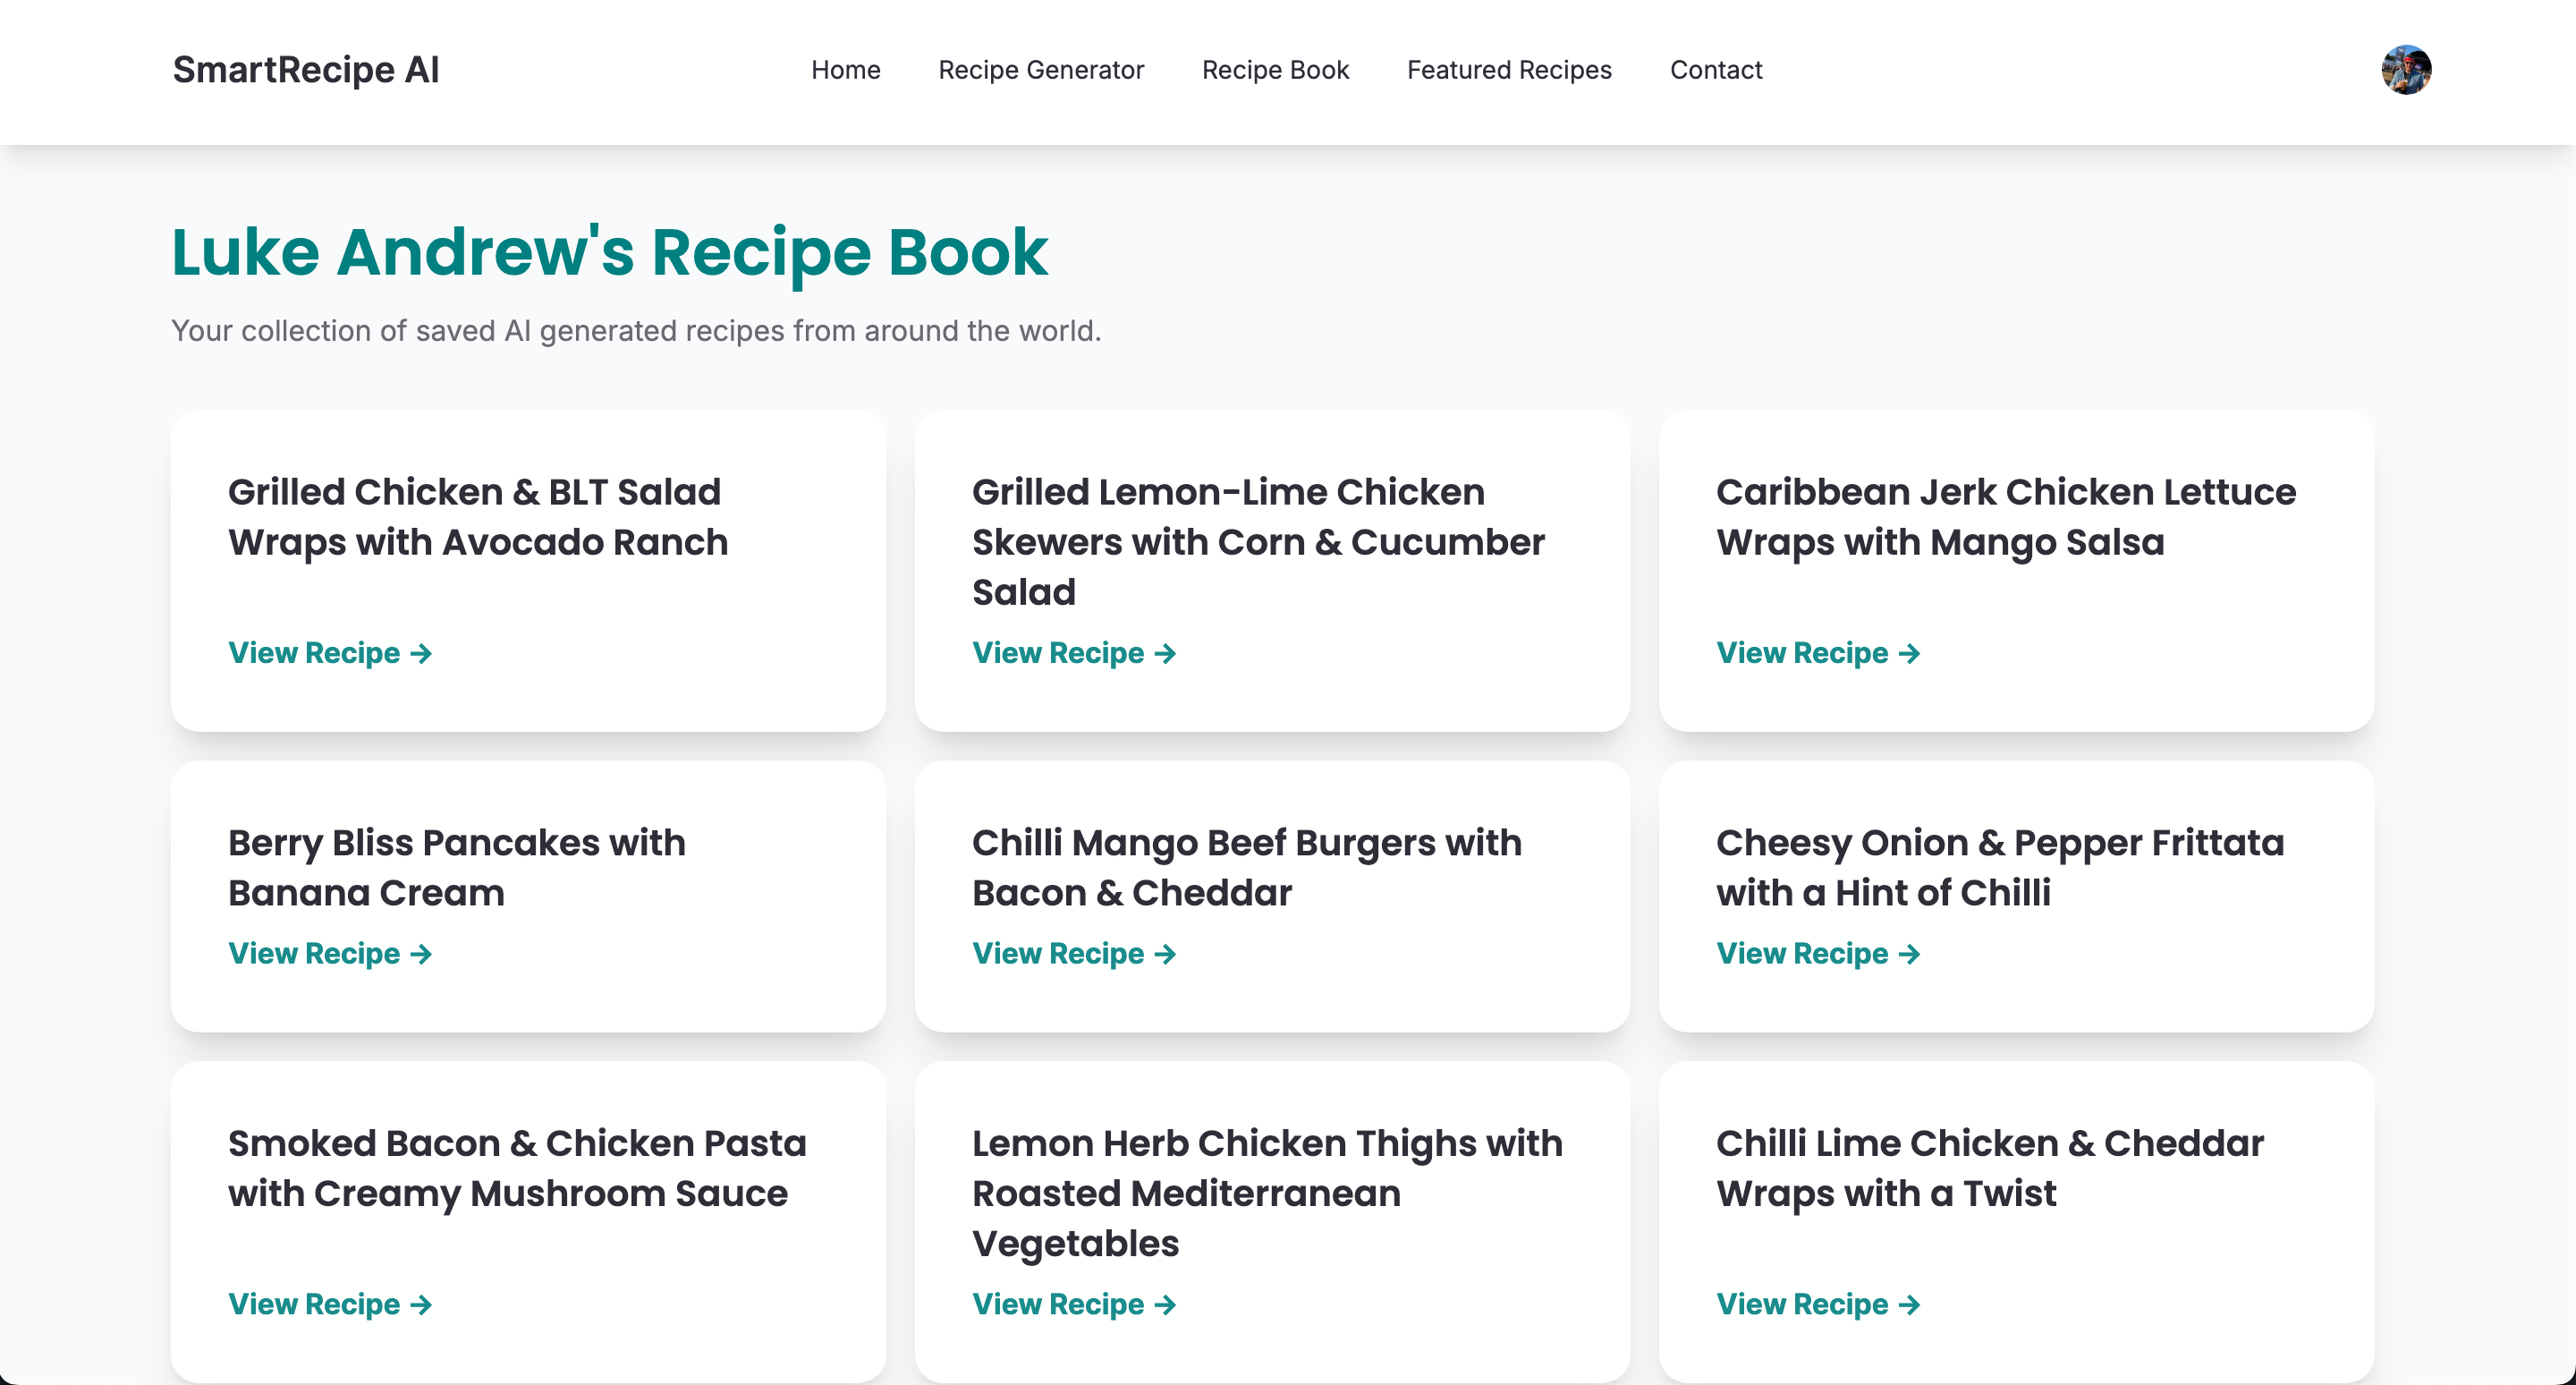 SmartRecipe AI
Home
Recipe Generator
Recipe Book
Featured Recipes
Contact
Luke Andrew's Recipe Book
Your collection of saved AI generated recipes from around the world.
Grilled Chicken & BLT Salad
Wraps with Avocado Ranch
View Recipe →
Grilled Lemon-Lime Chicken
Skewers with Corn & Cucumber
Salad
View Recipe →
Caribbean Jerk Chicken Lettuce
Wraps with Mango Salsa
View Recipe →
Berry Bliss Pancakes with
Banana Cream
View Recipe →
Chilli Mango Beef Burgers with
Bacon & Cheddar
View Recipe →
Cheesy Onion & Pepper Frittata
with a Hint of Chilli
View Recipe →
Smoked Bacon & Chicken Pasta
with Creamy Mushroom Sauce
View Recipe →
Lemon Herb Chicken Thighs with
Roasted Mediterranean
Vegetables
View Recipe →
Chilli Lime Chicken & Cheddar
Wraps with a Twist
View Recipe →